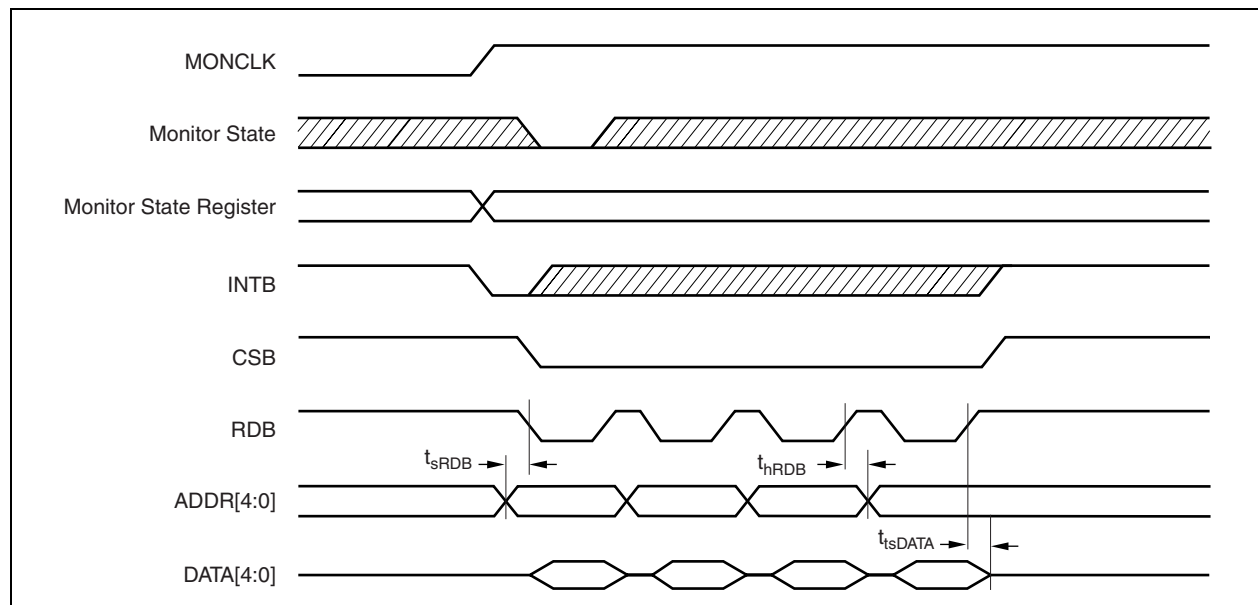 MONCLK
Monitor State
Monitor State Register
INTB
CSB
RDB
tsRDB
thRDB
ADDR[4:0]
ttsDATA
DATA[4:0]